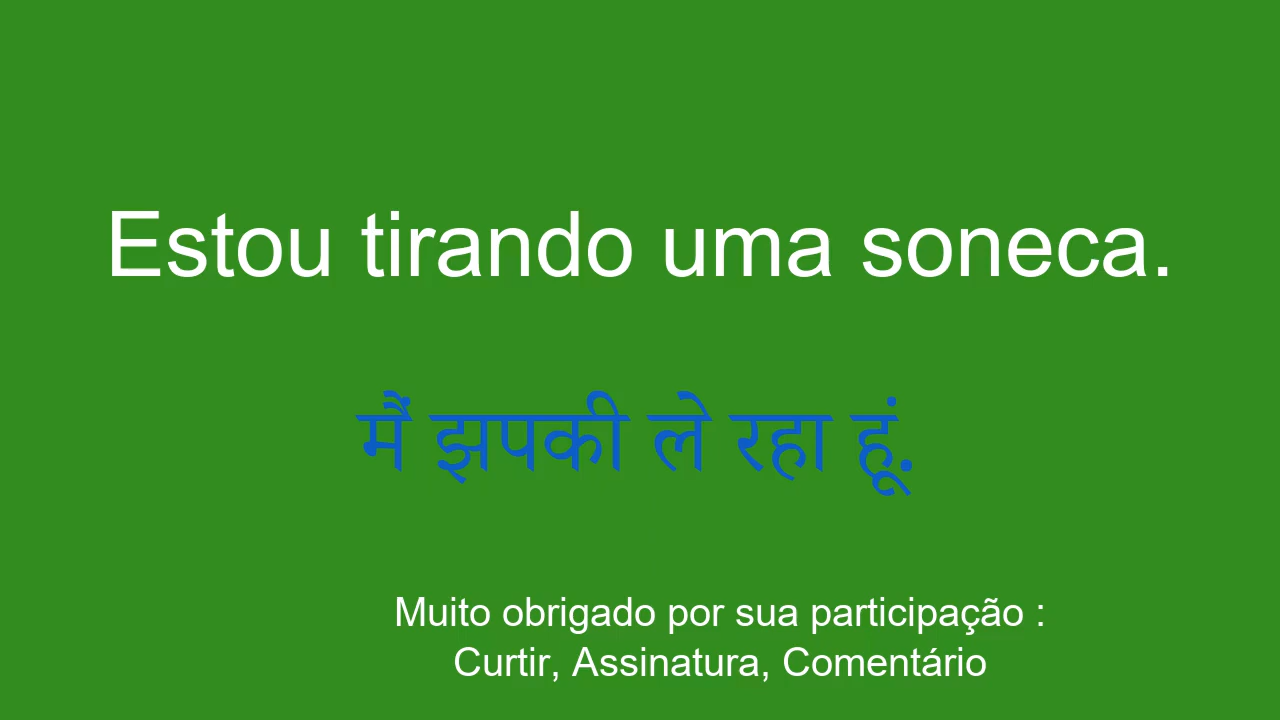 Estou tirando uma soneca.
मैं झपकी ले रहा हूं.
Muito obrigado por sua participação :
Curtir, Assinatura, Comentário